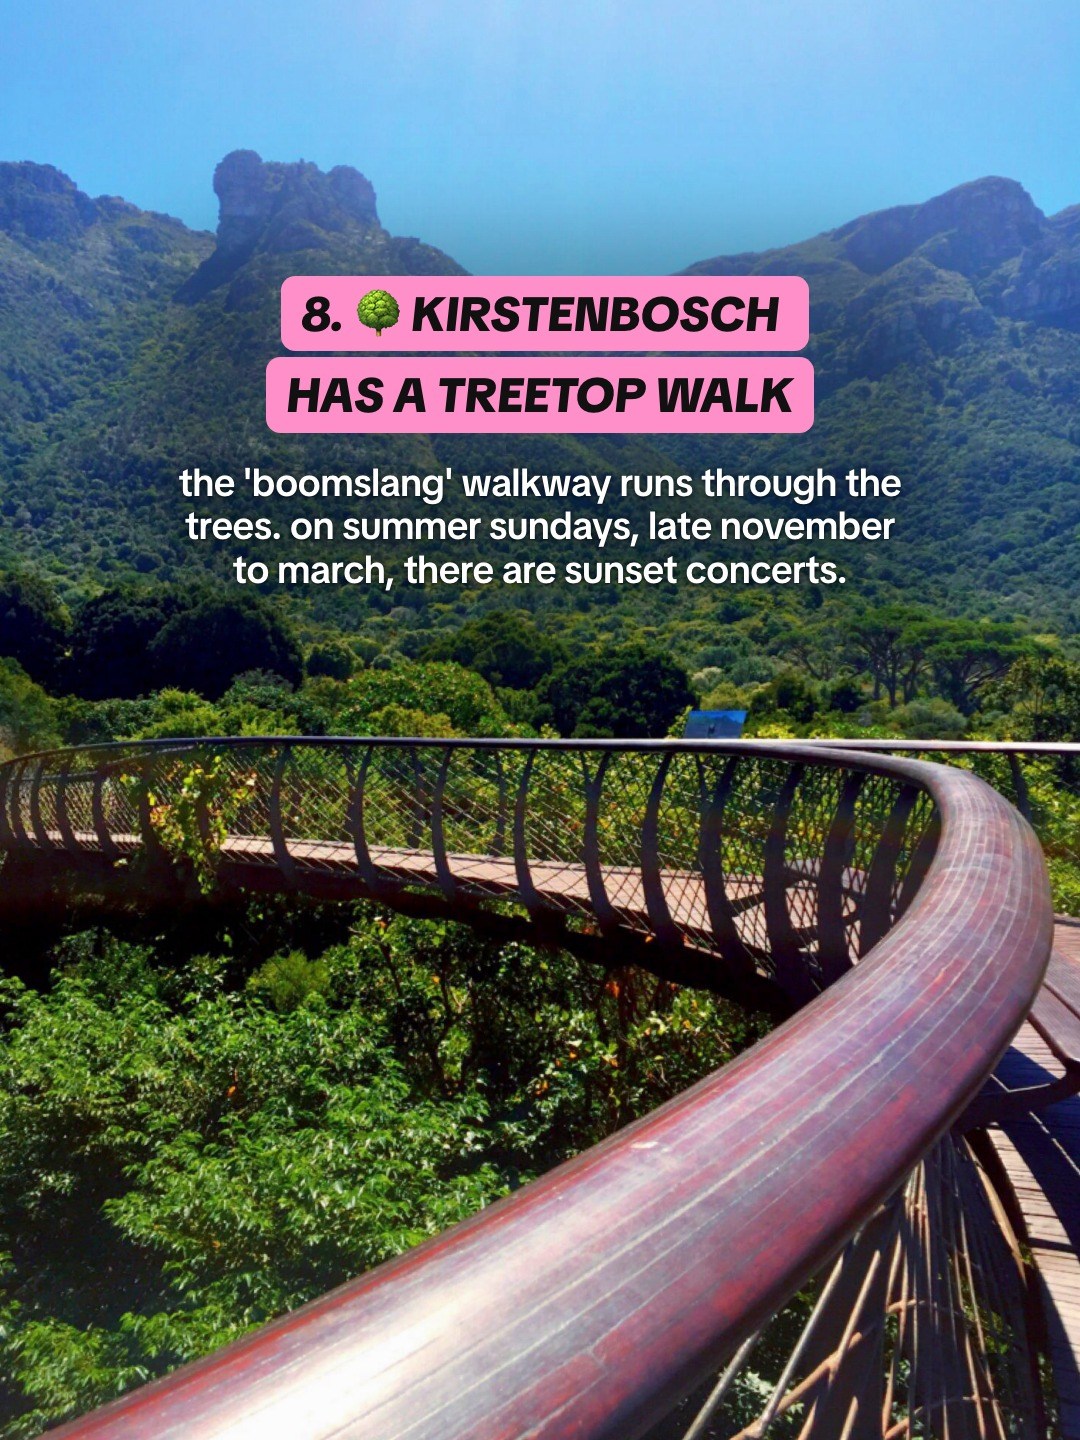 8. 🌳 KIRSTENBOSCH
HAS A TREETOP WALK
the 'boomslang' walkway runs through the
trees. on summer sundays, late november
to march, there are sunset concerts.